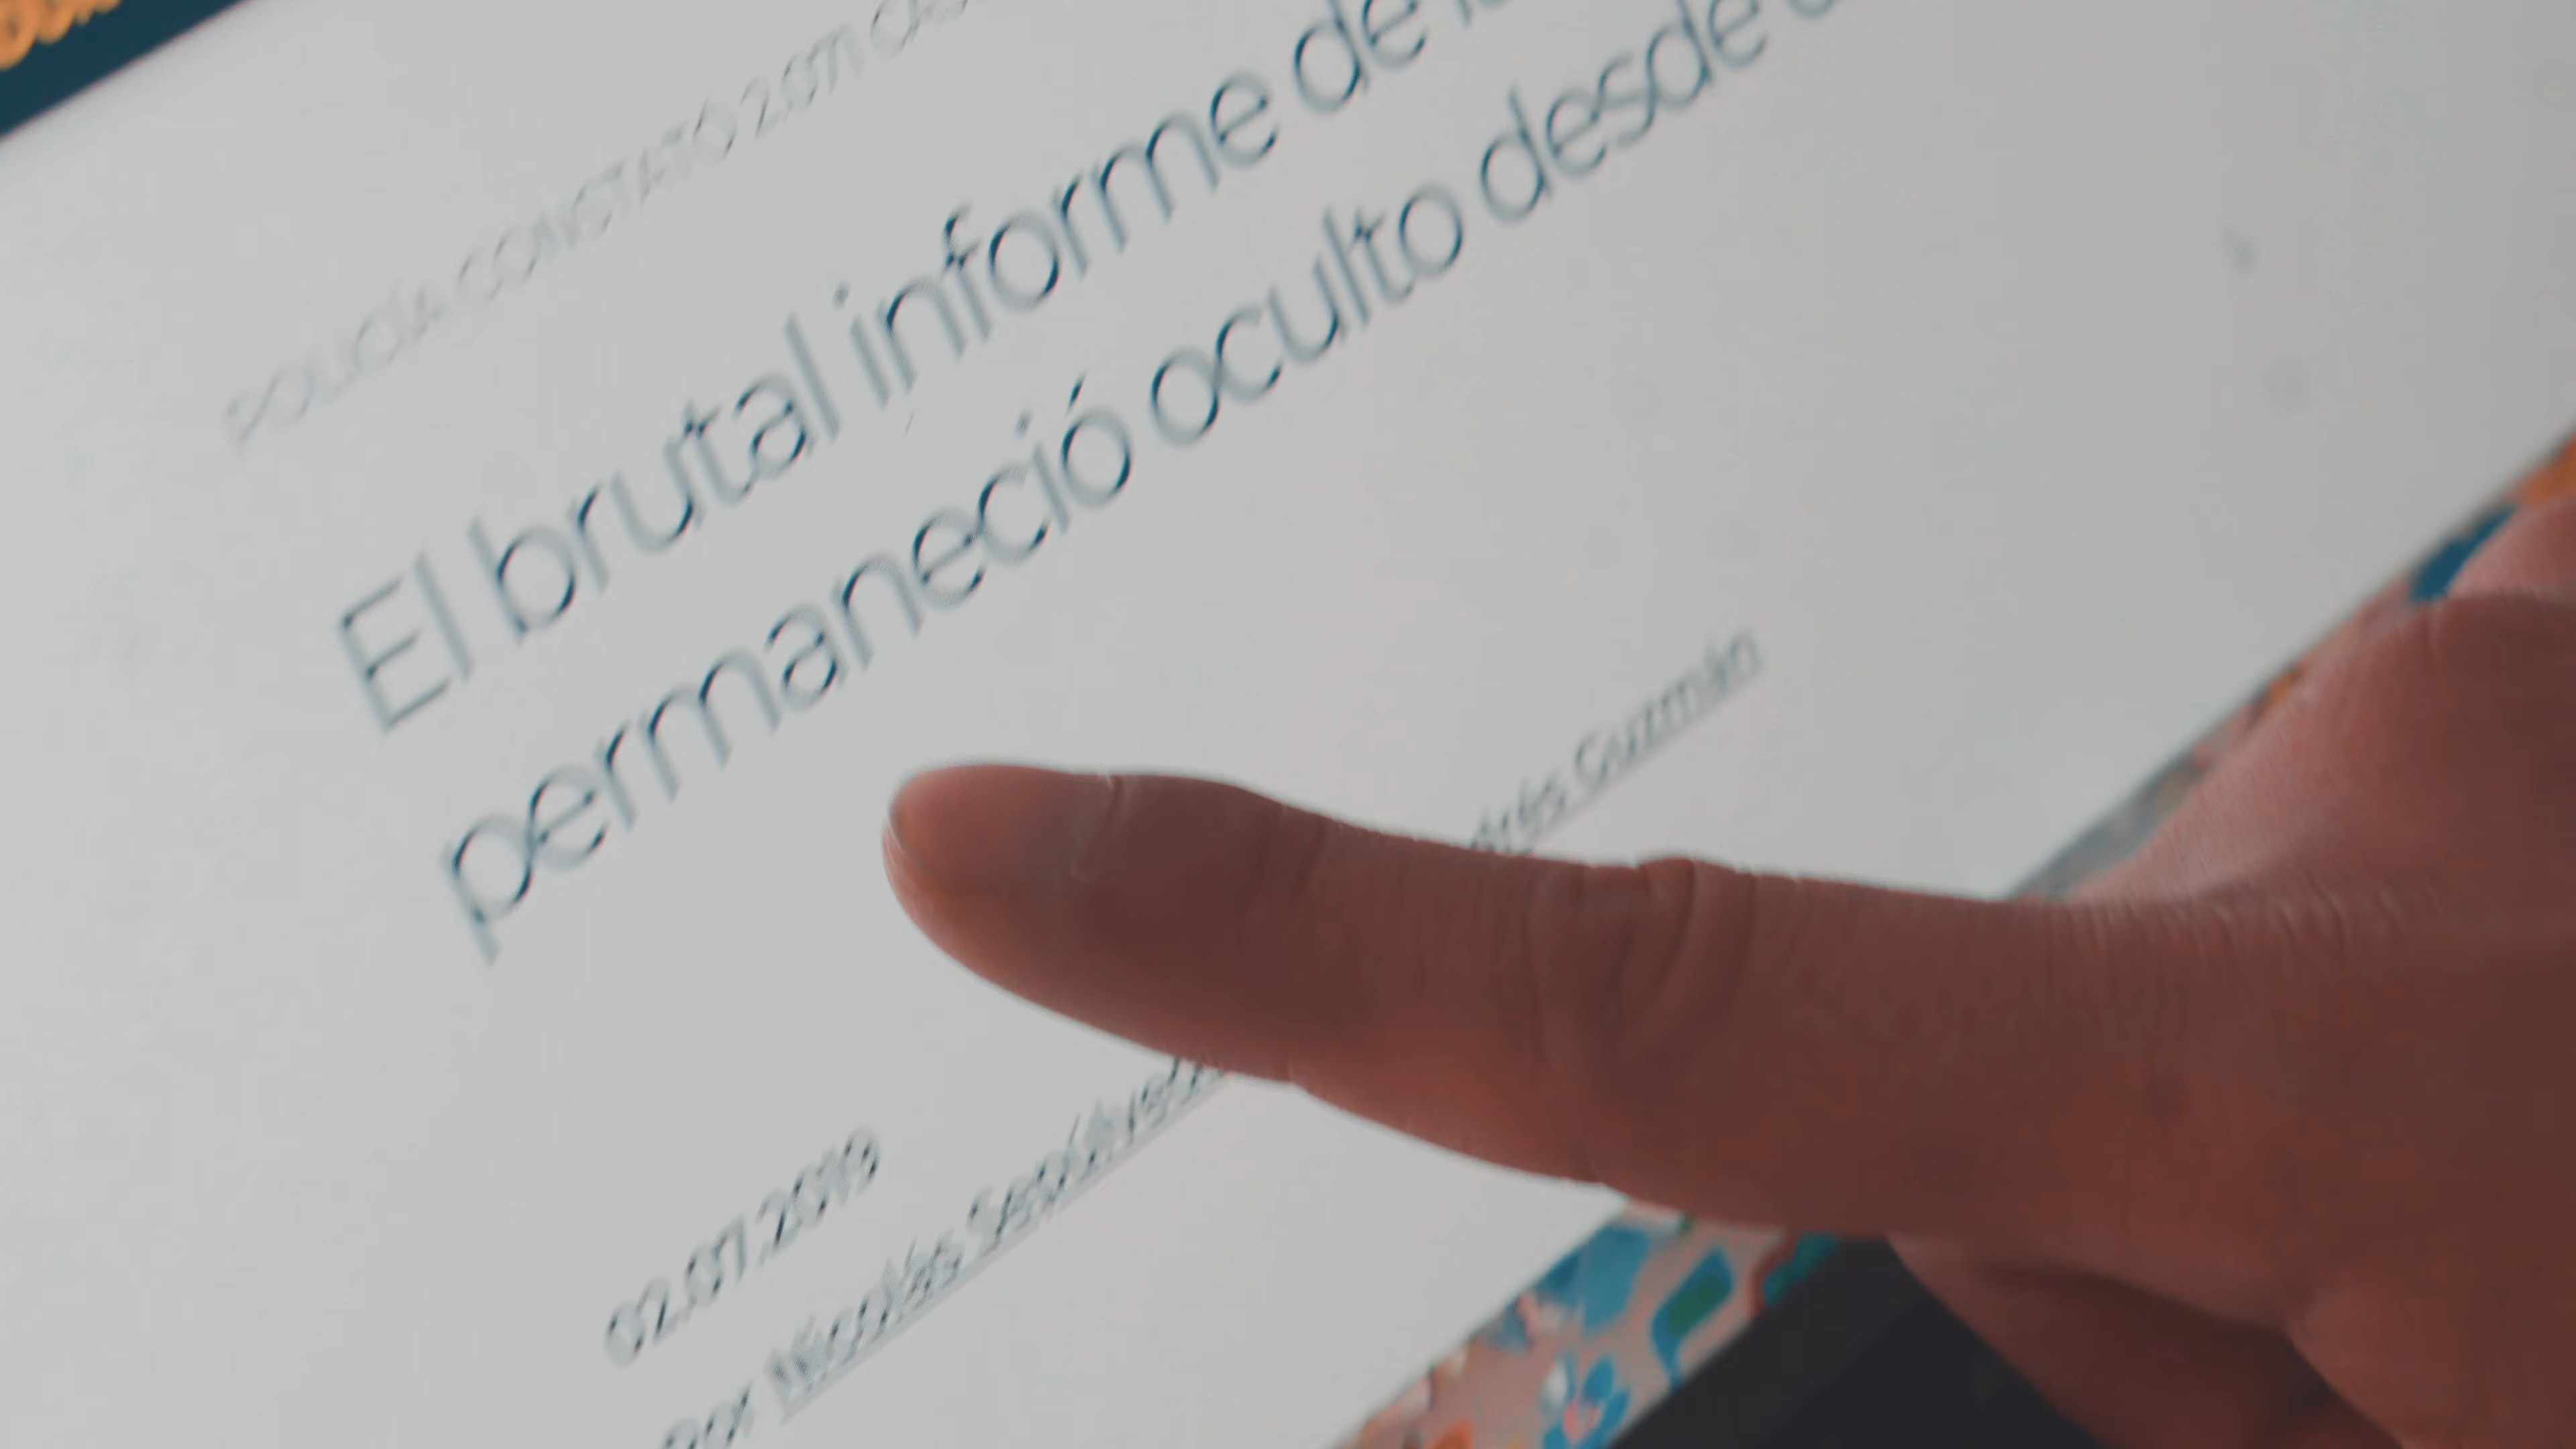 POLICÍA CONSTATÓ 2.071
El brutal informe de
permaneció oculto desde
02.07.2019
Por Nicolás Sepúlveda
Guzmán